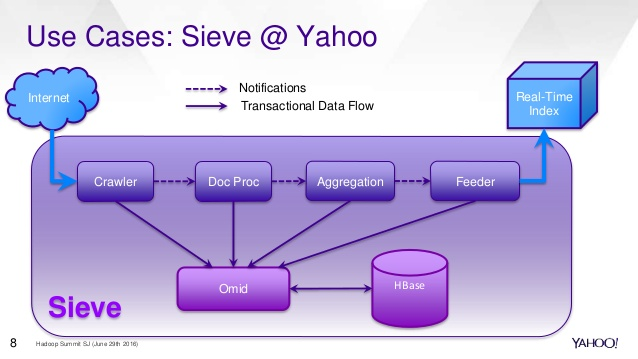 Use Cases: Sieve @ Yahoo
Internet
Notifications
Transactional Data Flow
Real-Time
Index
Crawler
Doc Proc
Aggregation
Feeder
Omid
HBase
Sieve
8
Hadoop Summit SJ (June 29th 2016)
YAHOO!